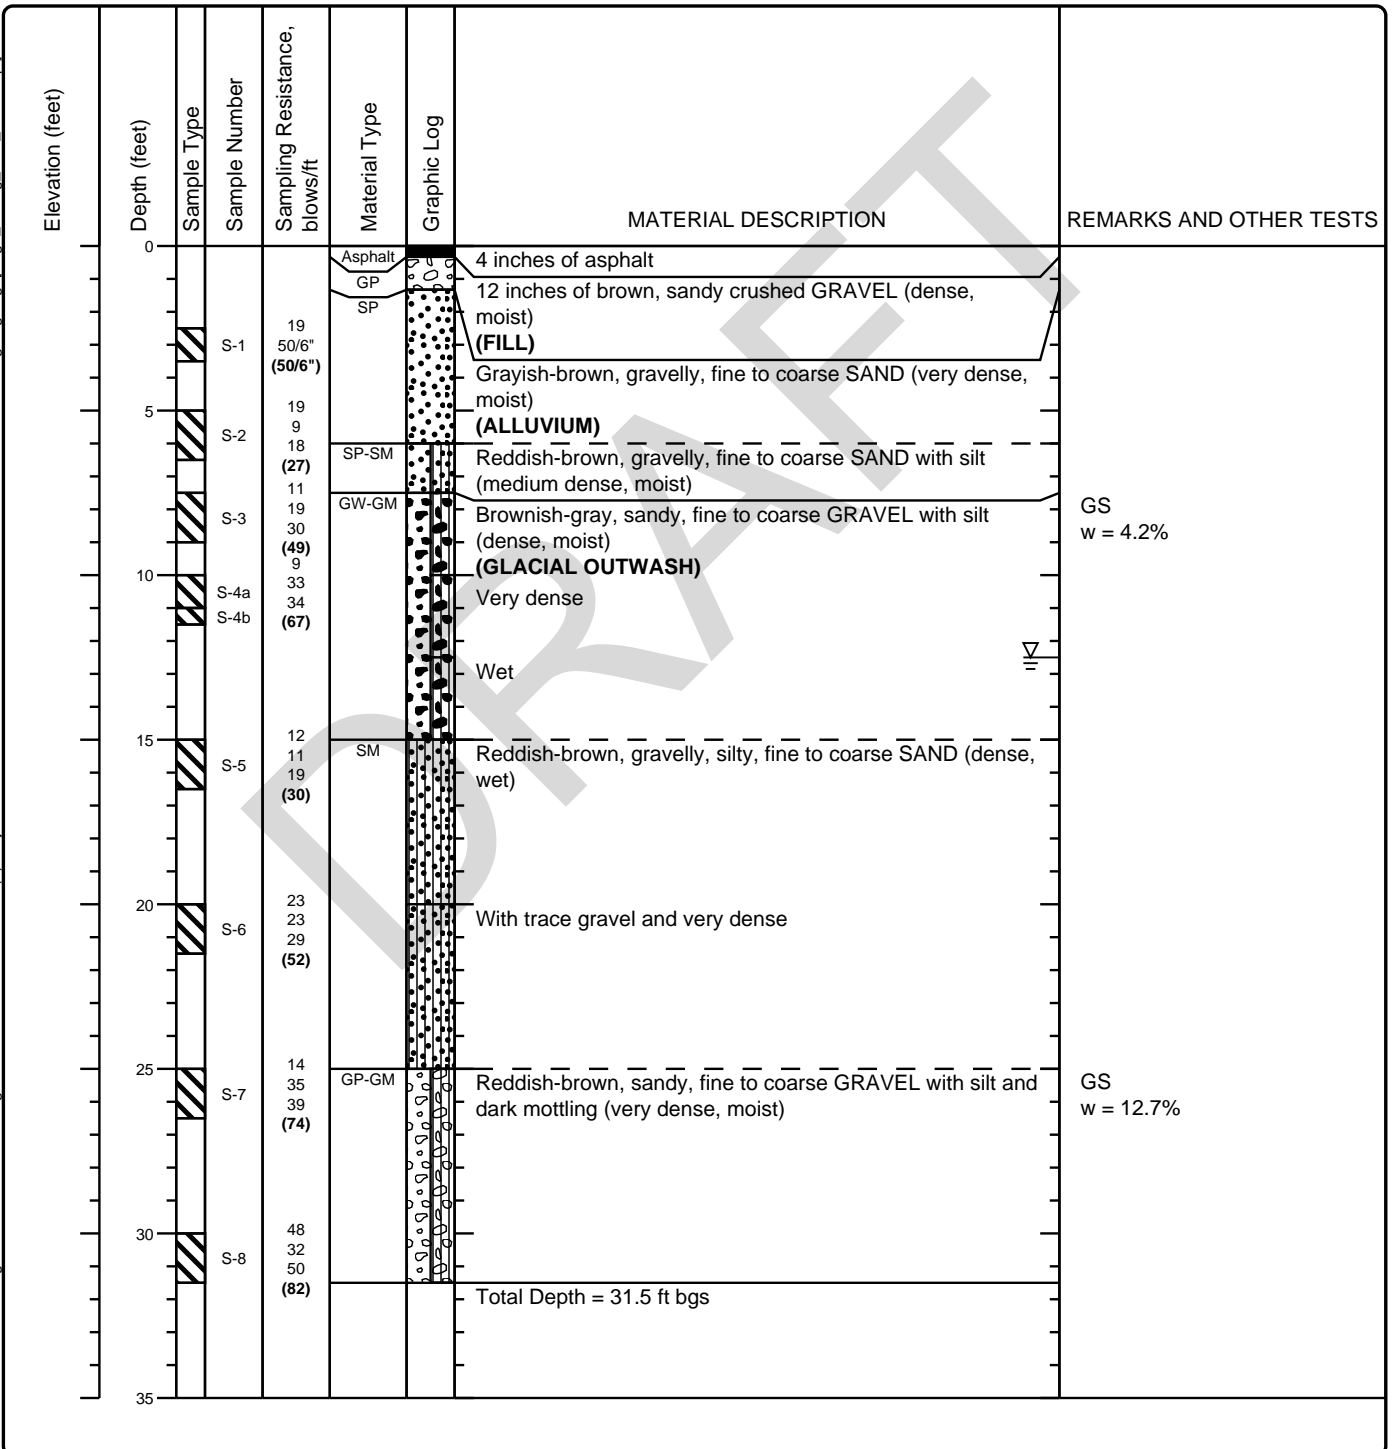 Elevation (feet)
Depth (feet)
Sample Type
Sample Number
Sampling Resistance,
blows/ft
Material Type
Graphic Log
MATERIAL DESCRIPTION
REMARKS AND OTHER TESTS
DRAFT
0
Asphalt
4 inches of asphalt
GP
12 inches of brown, sandy crushed GRAVEL (dense,
moist)
(FILL)
SP
S-1
19
50/6"
(50/6")
Grayish-brown, gravelly, fine to coarse SAND (very dense,
moist)
(ALLUVIUM)
5
S-2
19
9
18
(27)
SP-SM
Reddish-brown, gravelly, fine to coarse SAND with silt
(medium dense, moist)
S-3
11
19
30
(49)
GW-GM
Brownish-gray, sandy, fine to coarse GRAVEL with silt
(dense, moist)
(GLACIAL OUTWASH)
GS
w = 4.2%
10
S-4a
S-4b
9
33
34
(67)
Very dense
Wet
15
S-5
12
11
19
(30)
SM
Reddish-brown, gravelly, silty, fine to coarse SAND (dense,
wet)
20
S-6
23
23
29
(52)
With trace gravel and very dense
25
S-7
14
35
39
(74)
GP-GM
Reddish-brown, sandy, fine to coarse GRAVEL with silt and
dark mottling (very dense, moist)
GS
w = 12.7%
30
S-8
48
32
50
(82)
Total Depth = 31.5 ft bgs
35